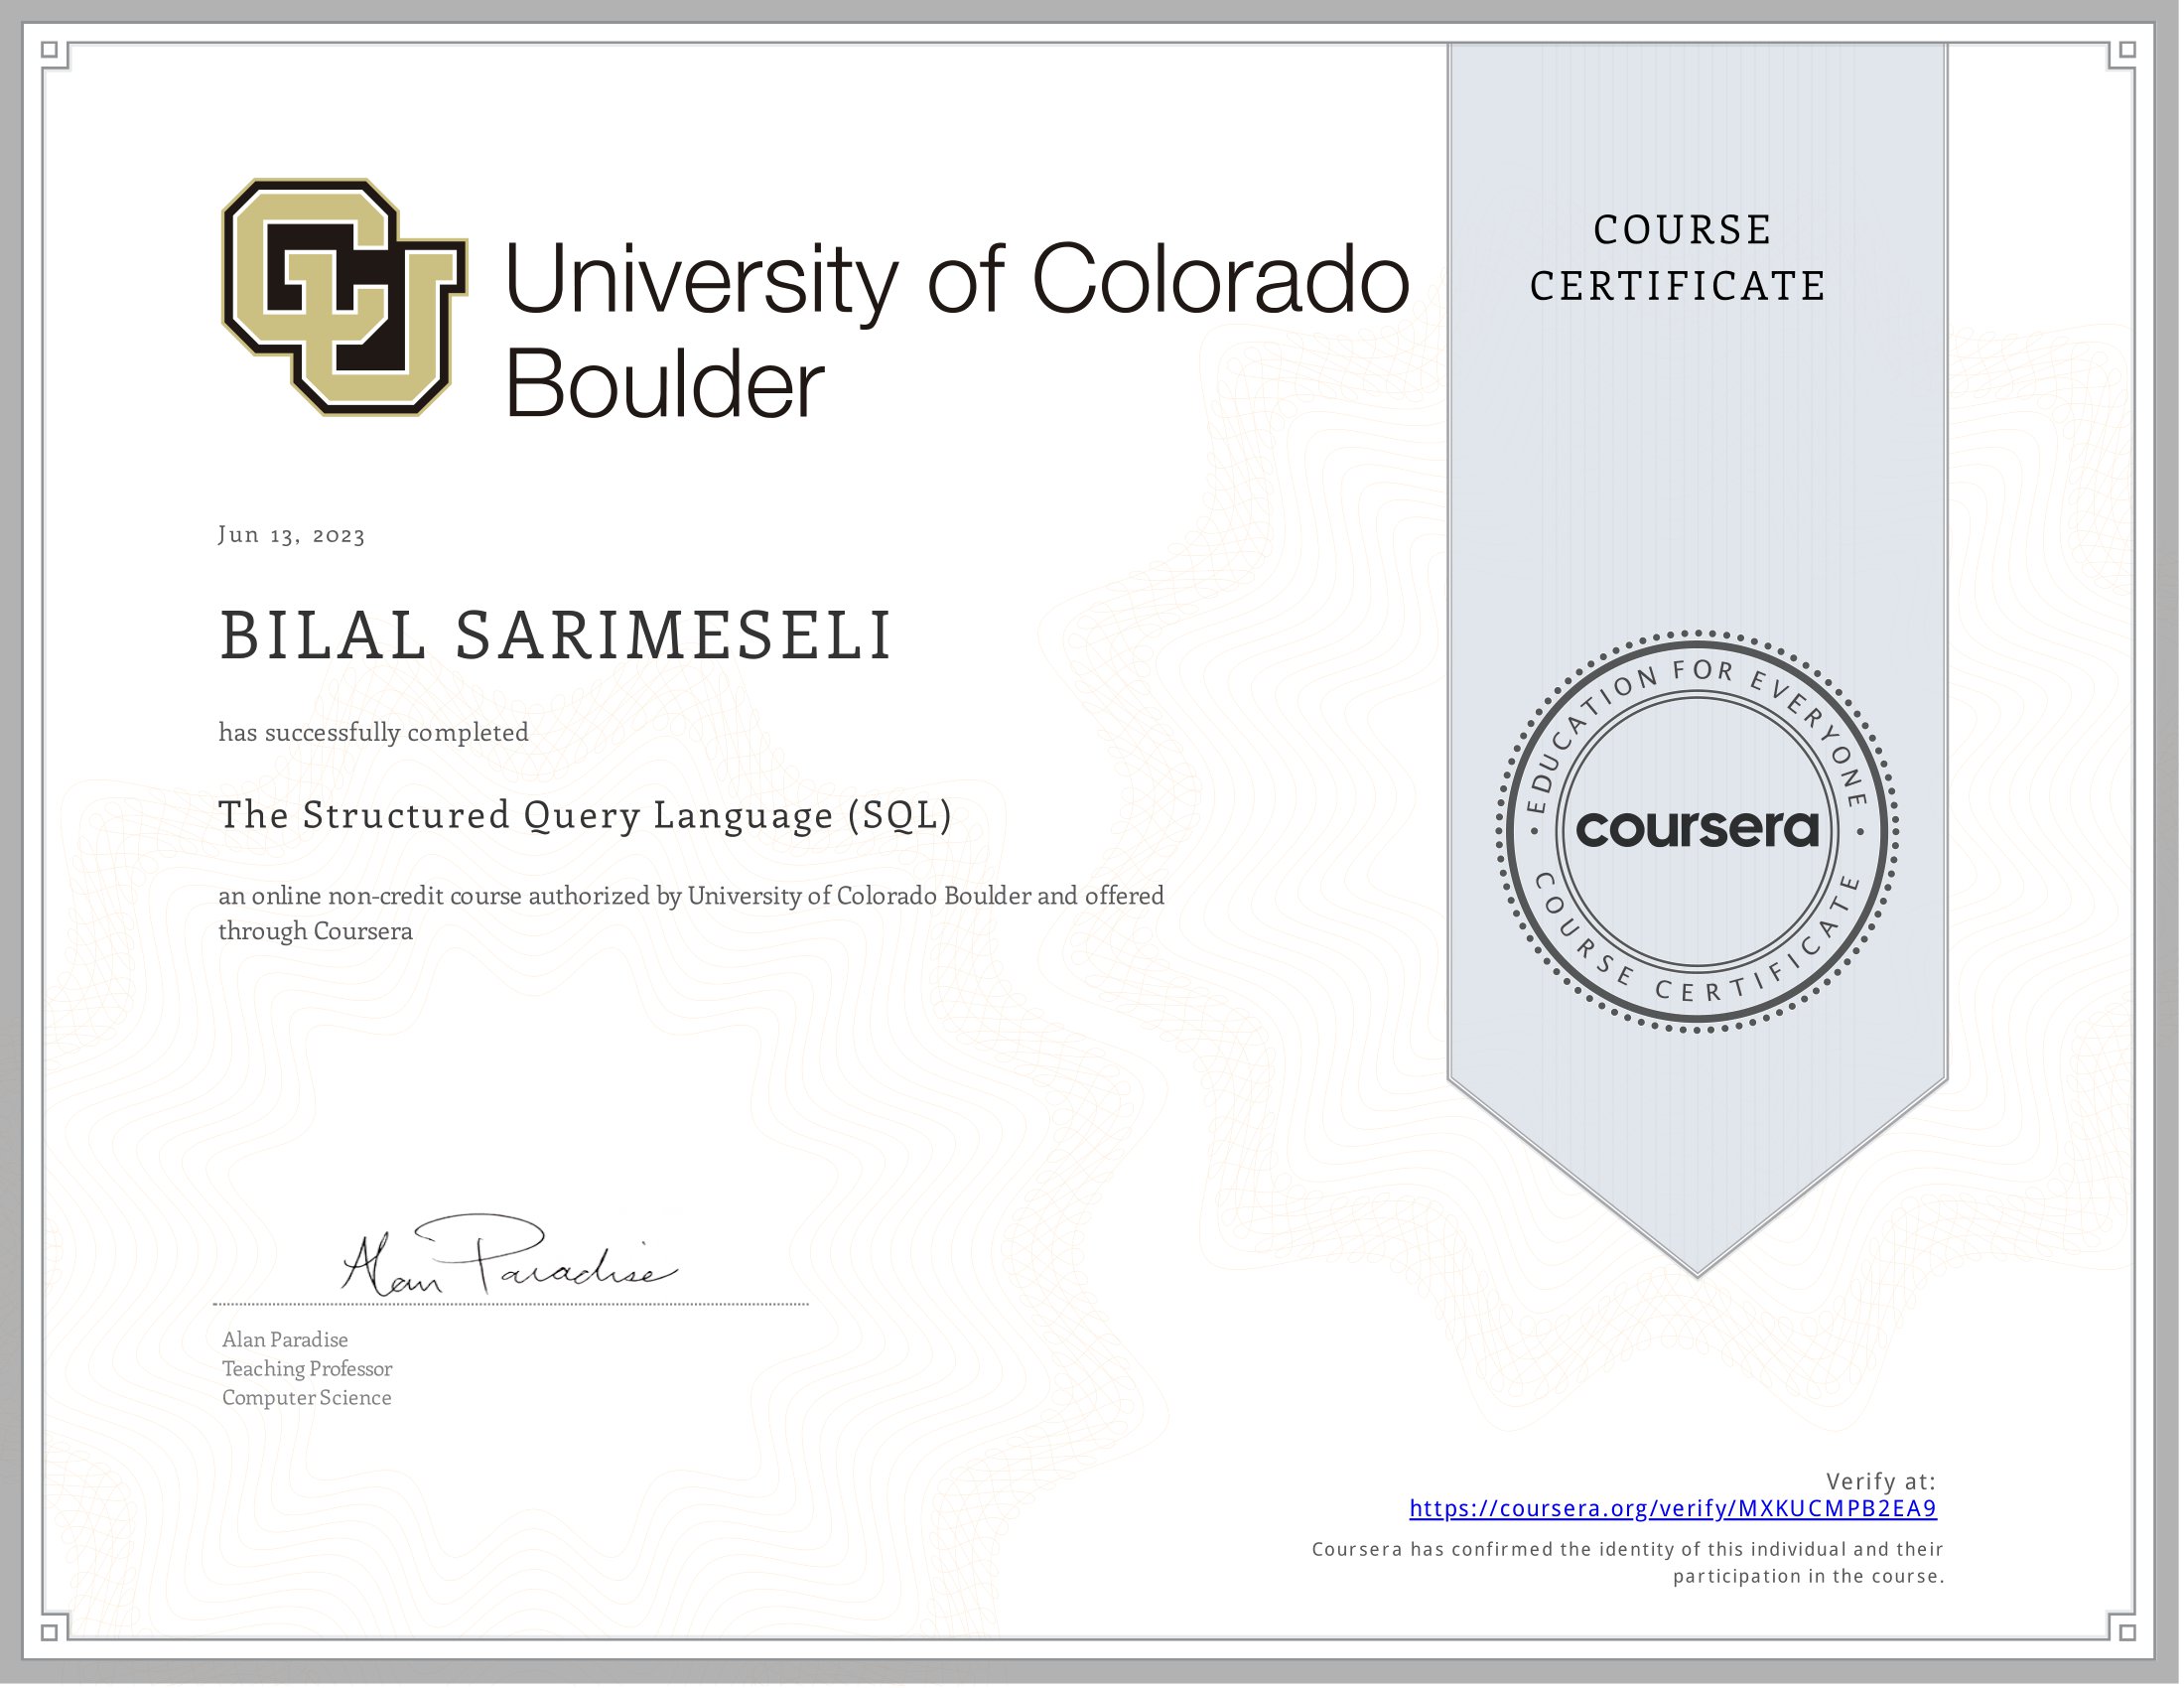 CU
University of Colorado
Boulder
COURSE
CERTIFICATE
Jun 13, 2023
BILAL SARIMESELI
has successfully completed
The Structured Query Language (SQL)
an online non-credit course authorized by University of Colorado Boulder and offered
through Coursera
EDUCATION FOR EVERYONE
coursera
COURSE CERTIFICATE
Alan Paradise
Alan Paradise
Teaching Professor
Computer Science
Verify at:
https://coursera.org/verify/MXKUCMPB2EA9
Coursera has confirmed the identity of this individual and their
participation in the course.